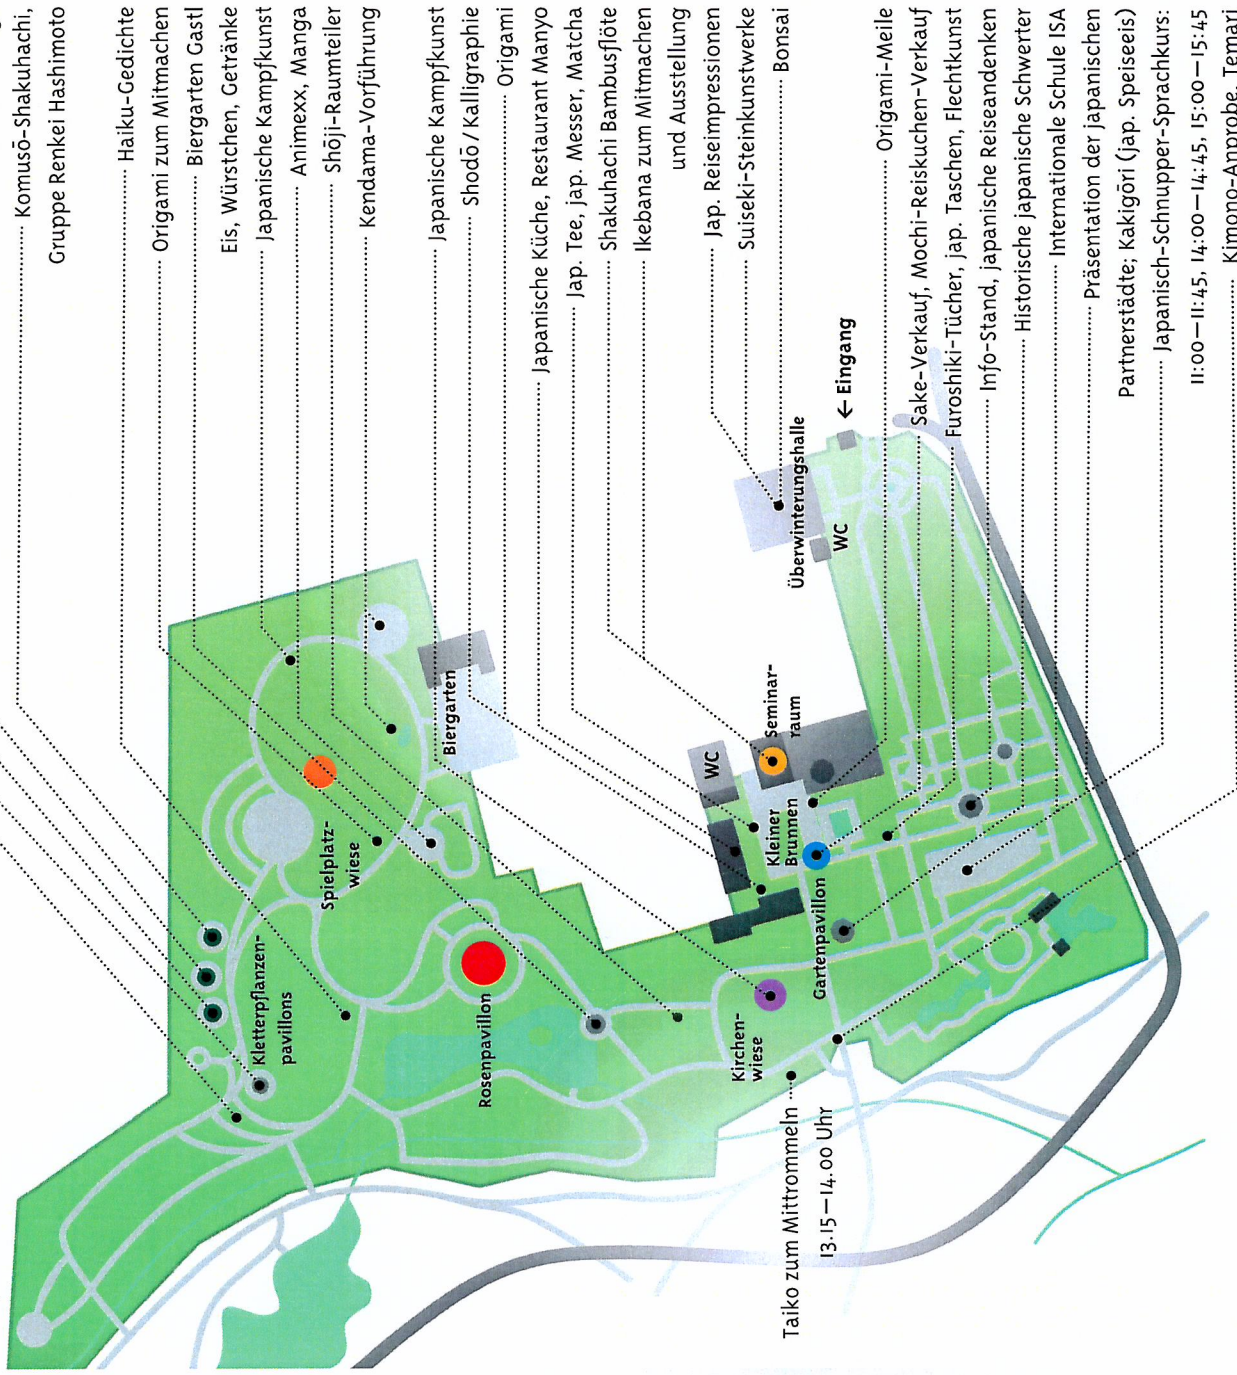 Komusō-Shakuhachi,
Gruppe Renkei Hashimoto
Haiku-Gedichte
Origami zum Mitmachen
Biergarten Gastl
Eis, Würstchen, Getränke
Japanische Kampfkunst
Animexx, Manga
Shōji-Raumteiler
Kendama-Vorführung
Japanische Kampfkunst
Shodō / Kalligraphie
Origami
Japanische Küche, Restaurant Manyo
Jap. Tee, jap. Messer, Matcha
Shakuhachi Bambusflöte
Ikebana zum Mitmachen
und Ausstellung
Jap. Reiseimpressionen
Suiseki-Steinkunstwerke
Bonsai
Origami-Meile
Sake-Verkauf, Mochi-Reiskuchen-Verkauf
Furoshiki-Tücher, jap. Taschen, Flechtkunst
Info-Stand, japanische Reiseandenken
Historische japanische Schwerter
Internationale Schule ISA
Präsentation der japanischen
Partnerstädte; Kakigōri (jap. Speiseeis)
Japanisch-Schnupper-Sprachkurs:
11:00–11:45, 14:00–14:45, 15:00–15:45
Kimono-Anprobe, Temari
Kletterpflanzen-
pavillons
Spielplatz-
wiese
Biergarten
Rosenpavillon
WC
Seminar-
raum
Kleiner
Brunnen
Überwinterungshalle
WC
← Eingang
Kirchen-
wiese
Gartenpavillon
Taiko zum Mittrommeln
13.15–14.00 Uhr